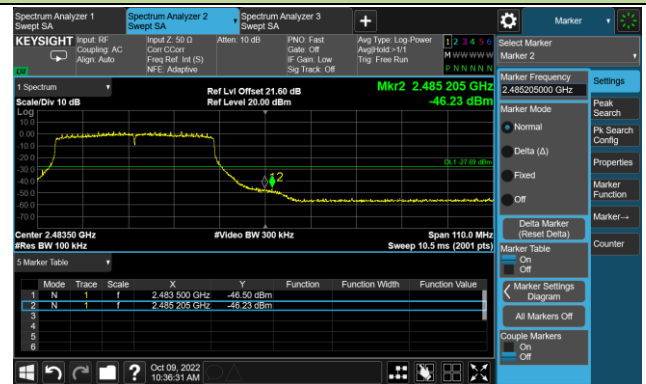 Spectrum Analyzer 1
Swept SA
Spectrum Analyzer 2
Swept SA
Spectrum Analyzer 3
Swept SA
Marker
KEYSIGHT
Input: RF
Coupling: AC
Align: Auto
Input Z: 50 Ω
Corr CCorr
Freq Ref: Int (S)
NFE: Adaptive
Atten: 10 dB
PNO: Fast
Gate: Off
IF Gain: Low
Sig Track: Off
Avg Type: Log-Power
Avg|Hold:>1/1
Trig: Free Run
1 2 3 4 5 6
M W W W W W
P N N N N N
1 Spectrum
Scale/Div 10 dB
Log
Ref Lvl Offset 21.60 dB
Ref Level 20.00 dBm
Mkr2 2.485 205 GHz
-46.23 dBm
10.0
0.00
-10.0
-20.0
-30.0
-40.0
-50.0
-60.0
-70.0
DL1 -27.69 dBm
1 2
Center 2.48350 GHz
#Res BW 100 kHz
#Video BW 300 kHz
Span 110.0 MHz
Sweep 10.5 ms (2001 pts)
5 Marker Table
Mode Trace Scale X Y Function Function Width Function Value
1 N 1 f 2.483 500 GHz -46.50 dBm
2 N 1 f 2.485 205 GHz -46.23 dBm
3
4
5
6
Oct 09, 2022
10:36:31 AM
Select Marker
Marker 2
Marker Frequency
2.485205000 GHz
Marker Mode
Normal
Delta (Δ)
Fixed
Off
Delta Marker
(Reset Delta)
Marker Table
On
Off
Marker Settings
Diagram
All Markers Off
Couple Markers
On
Off
Settings
Peak
Search
Pk Search
Config
Properties
Marker
Function
Marker→
Counter